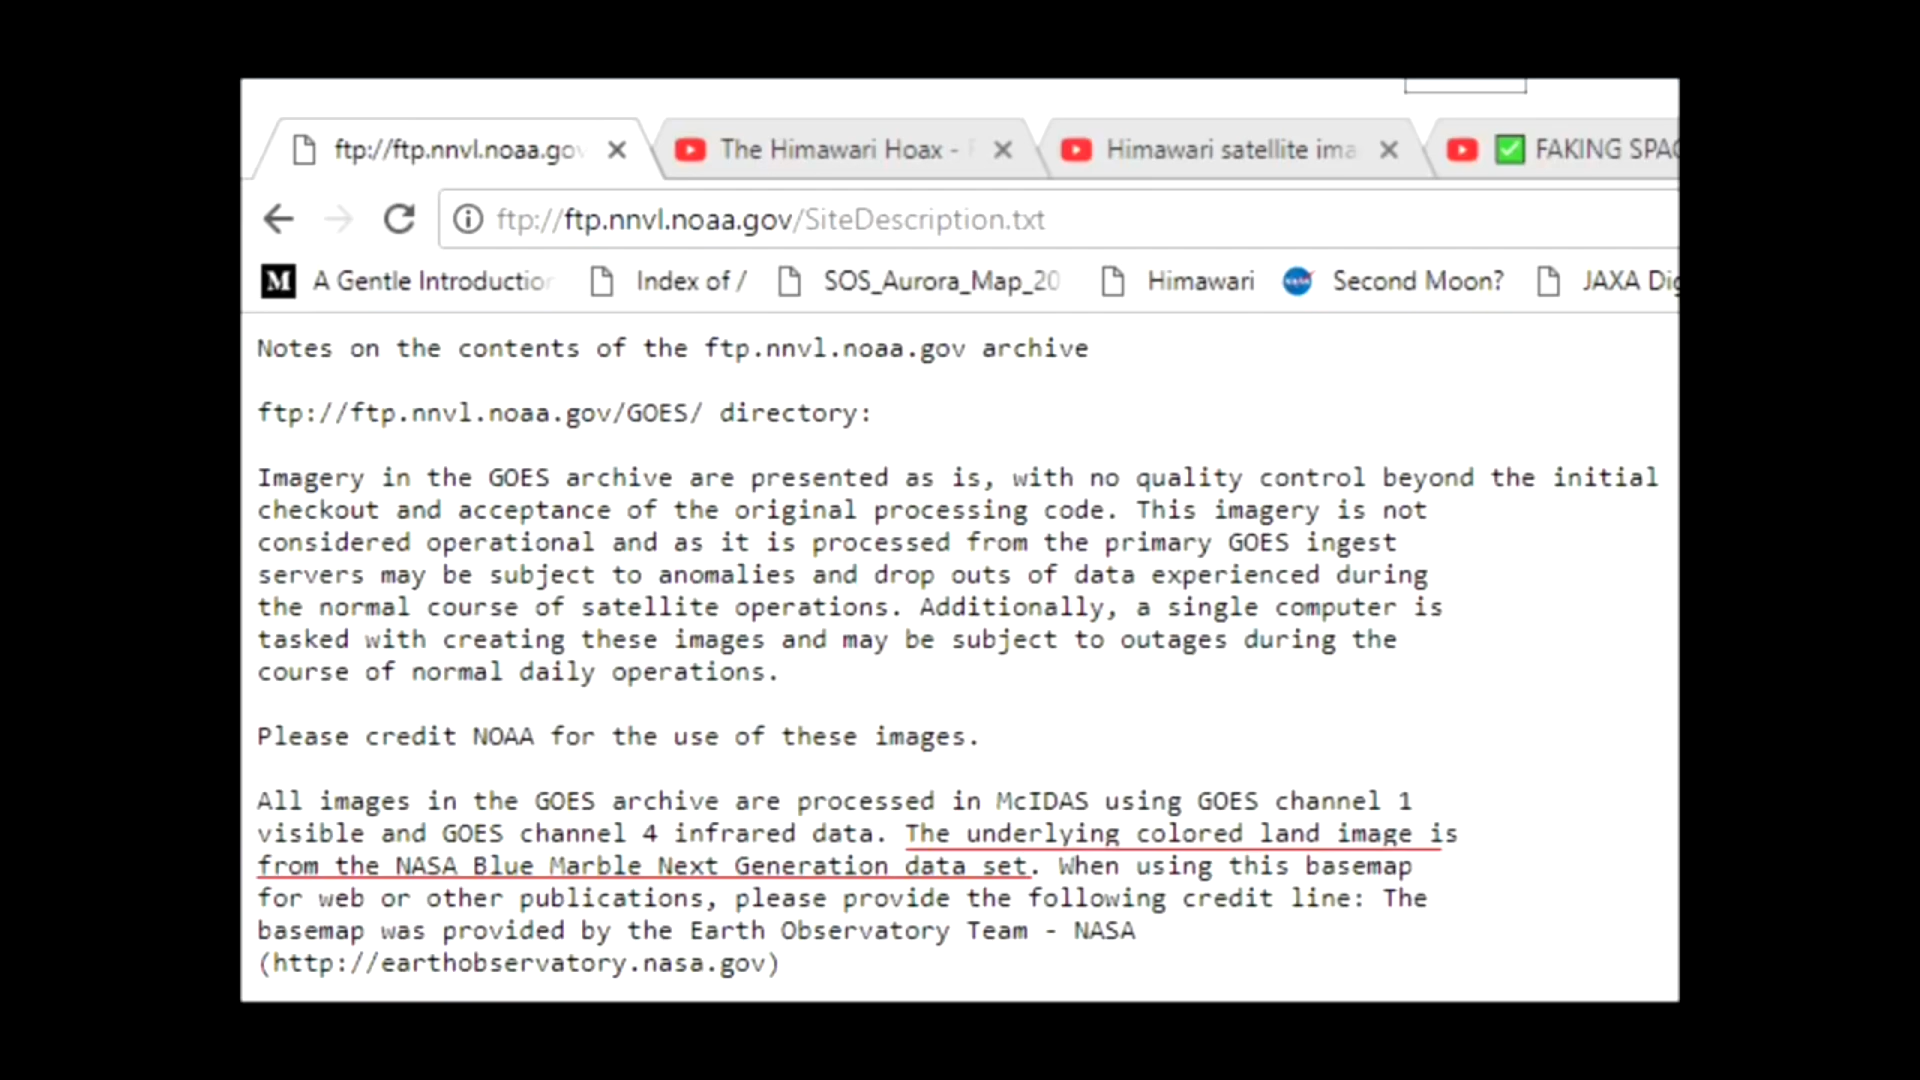 ftp://ftp.nnvl.noaa.gov
The Himawari Hoax -
Himawari satellite ima
FAKING SPAC
ftp://ftp.nnvl.noaa.gov/SiteDescription.txt
M A Gentle Introduction
Index of /
SOS_Aurora_Map_20
Himawari
Second Moon?
JAXA Dig
Notes on the contents of the ftp.nnvl.noaa.gov archive
ftp://ftp.nnvl.noaa.gov/GOES/ directory:
Imagery in the GOES archive are presented as is, with no quality control beyond the initial
checkout and acceptance of the original processing code. This imagery is not
considered operational and as it is processed from the primary GOES ingest
servers may be subject to anomalies and drop outs of data experienced during
the normal course of satellite operations. Additionally, a single computer is
tasked with creating these images and may be subject to outages during the
course of normal daily operations.
Please credit NOAA for the use of these images.
All images in the GOES archive are processed in McIDAS using GOES channel 1
visible and GOES channel 4 infrared data. The underlying colored land image is
from the NASA Blue Marble Next Generation data set. When using this basemap
for web or other publications, please provide the following credit line: The
basemap was provided by the Earth Observatory Team - NASA
(http://earthobservatory.nasa.gov)